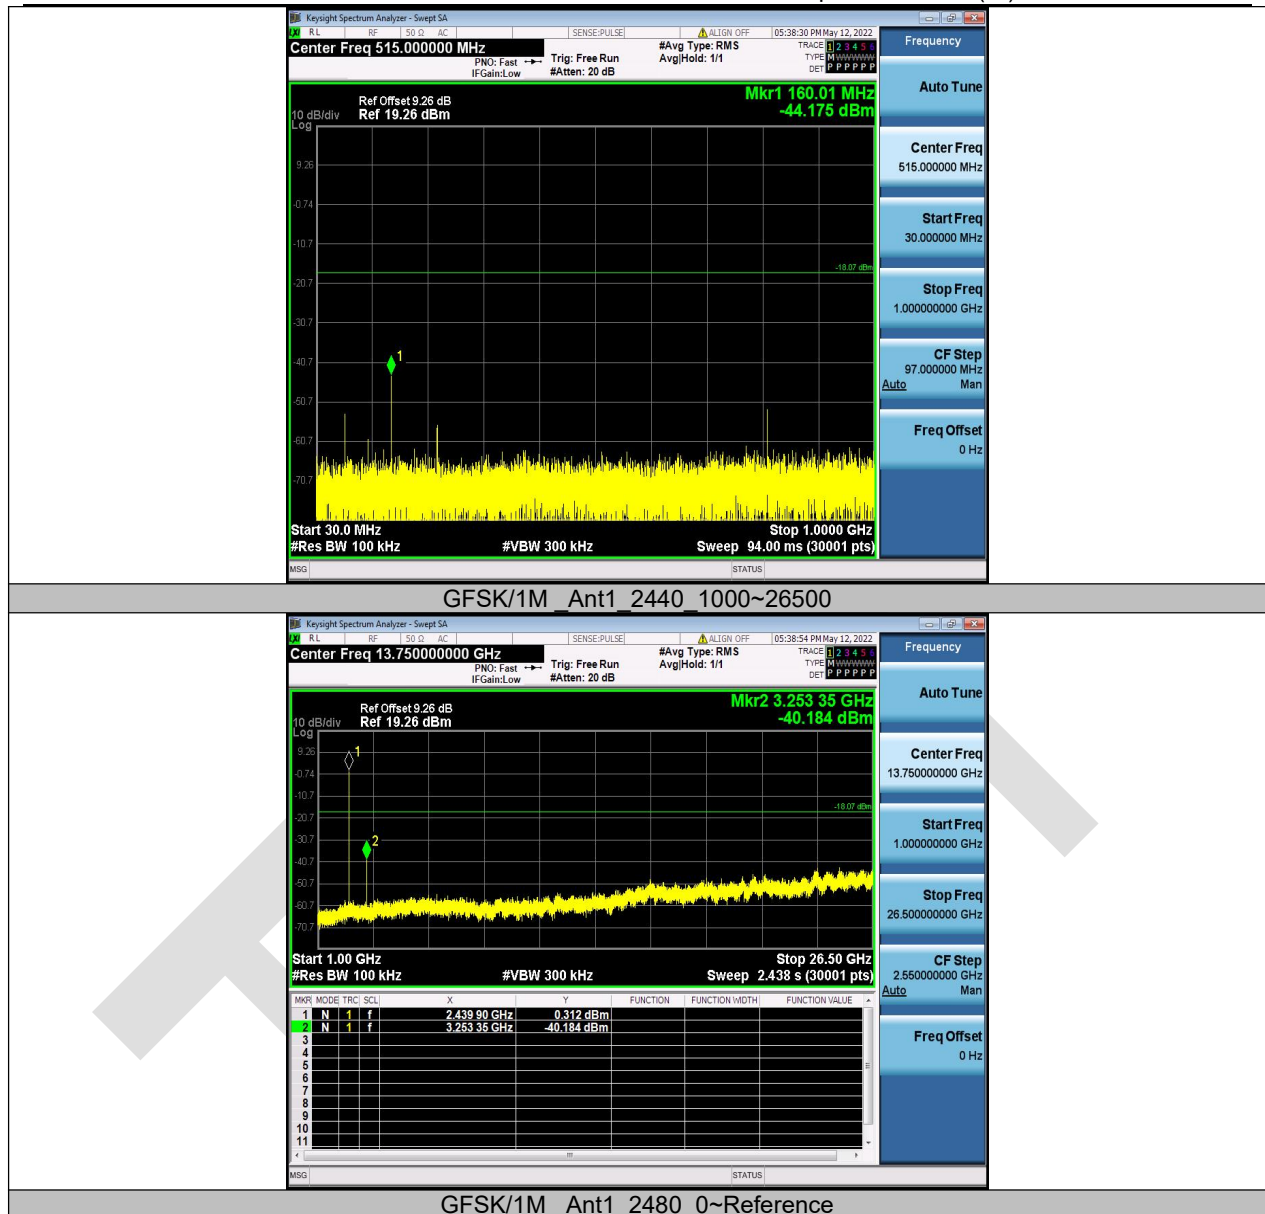 Keysight Spectrum Analyzer - Swept SA
LXI RL RF 50 Ω AC SENSE:PULSE ALIGN OFF 05:38:30 PM May 12, 2022
Center Freq 515.000000 MHz
PNO: Fast
IFGain:Low
Trig: Free Run
#Atten: 20 dB
#Avg Type: RMS
Avg|Hold: 1/1
TRACE 1 2 3 4 5 6
TYPE M WWWWW
DET P P P P P P
Frequency
Mkr1 160.01 MHz
-44.175 dBm
Ref Offset 9.26 dB
10 dB/div Ref 19.26 dBm
Log
9.26
-0.74
-10.7
-18.07 dBm
-20.7
-30.7
1
-40.7
-50.7
-60.7
-70.7
Start 30.0 MHz Stop 1.0000 GHz
#Res BW 100 kHz #VBW 300 kHz Sweep 94.00 ms (30001 pts)
MSG STATUS
Auto Tune
Center Freq
515.000000 MHz
Start Freq
30.000000 MHz
Stop Freq
1.000000000 GHz
CF Step
97.000000 MHz
Auto Man
Freq Offset
0 Hz
GFSK/1M _Ant1_2440_1000~26500
Keysight Spectrum Analyzer - Swept SA
LXI RL RF 50 Ω AC SENSE:PULSE ALIGN OFF 05:38:54 PM May 12, 2022
Center Freq 13.750000000 GHz
PNO: Fast
IFGain:Low
Trig: Free Run
#Atten: 20 dB
#Avg Type: RMS
Avg|Hold: 1/1
TRACE 1 2 3 4 5 6
TYPE M WWWWW
DET P P P P P P
Frequency
Mkr2 3.253 35 GHz
-40.184 dBm
Ref Offset 9.26 dB
10 dB/div Ref 19.26 dBm
Log
9.26
1
-0.74
-10.7
-18.07 dBm
-20.7
-30.7
2
-40.7
-50.7
-60.7
-70.7
Start 1.00 GHz Stop 26.50 GHz
#Res BW 100 kHz #VBW 300 kHz Sweep 2.438 s (30001 pts)
MKR MODE TRC SCL X Y FUNCTION FUNCTION WIDTH FUNCTION VALUE
1 N 1 f 2.439 90 GHz 0.312 dBm
2 N 1 f 3.253 35 GHz -40.184 dBm
3
4
5
6
7
8
9
10
11
MSG STATUS
Auto Tune
Center Freq
13.750000000 GHz
Start Freq
1.000000000 GHz
Stop Freq
26.500000000 GHz
CF Step
2.550000000 GHz
Auto Man
Freq Offset
0 Hz
GFSK/1M _Ant1_2480_0~Reference